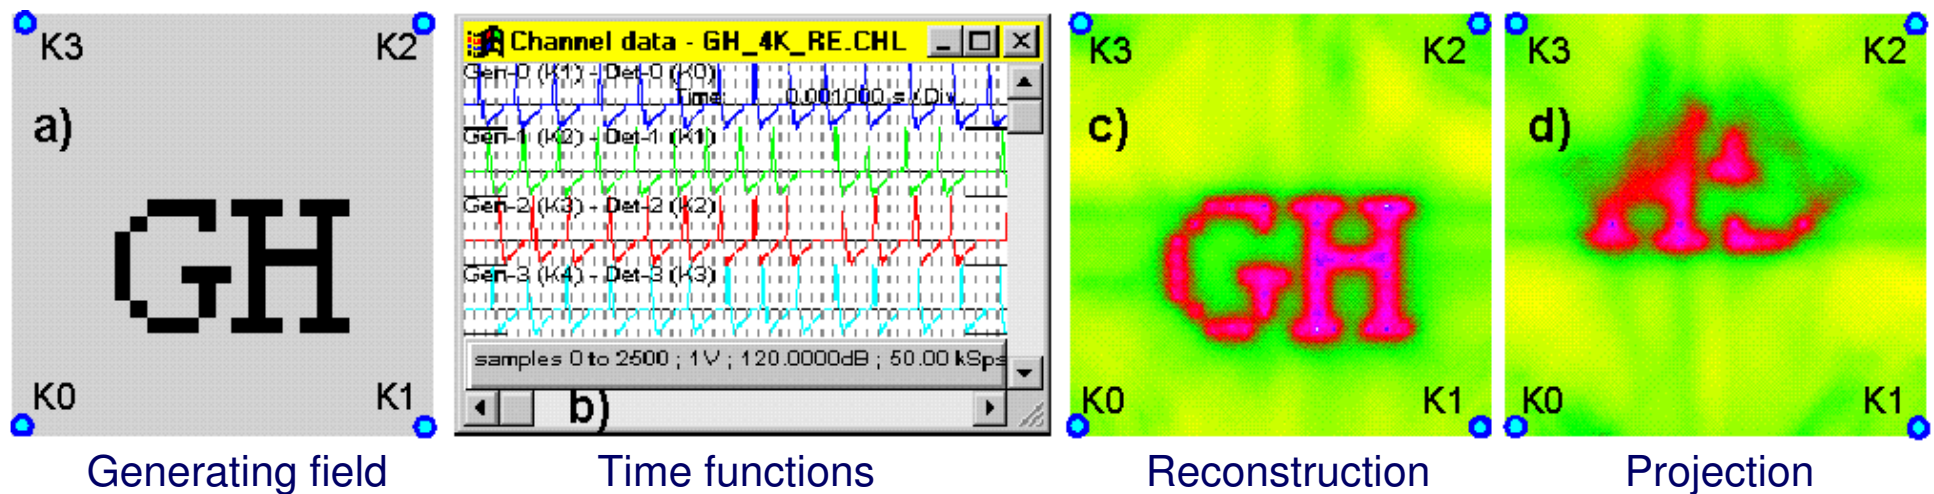 K3 K2
a)
GH
K0 K1
Generating field
Channel data - GH_4K_RE.CHL
Gen-0 (K1) - Det-0 (K0)
Time: 0.001000 s / Div.
Gen-1 (K2) - Det-1 (K1)
Gen-2 (K3) - Det-2 (K2)
Gen-3 (K4) - Det-3 (K3)
samples 0 to 2500 ; 1V ; 120.0000dB ; 50.00 kSps
b)
Time functions
K3 K2
c)
GH
K0 K1
Reconstruction
K3 K2
d)
K0 K1
Projection